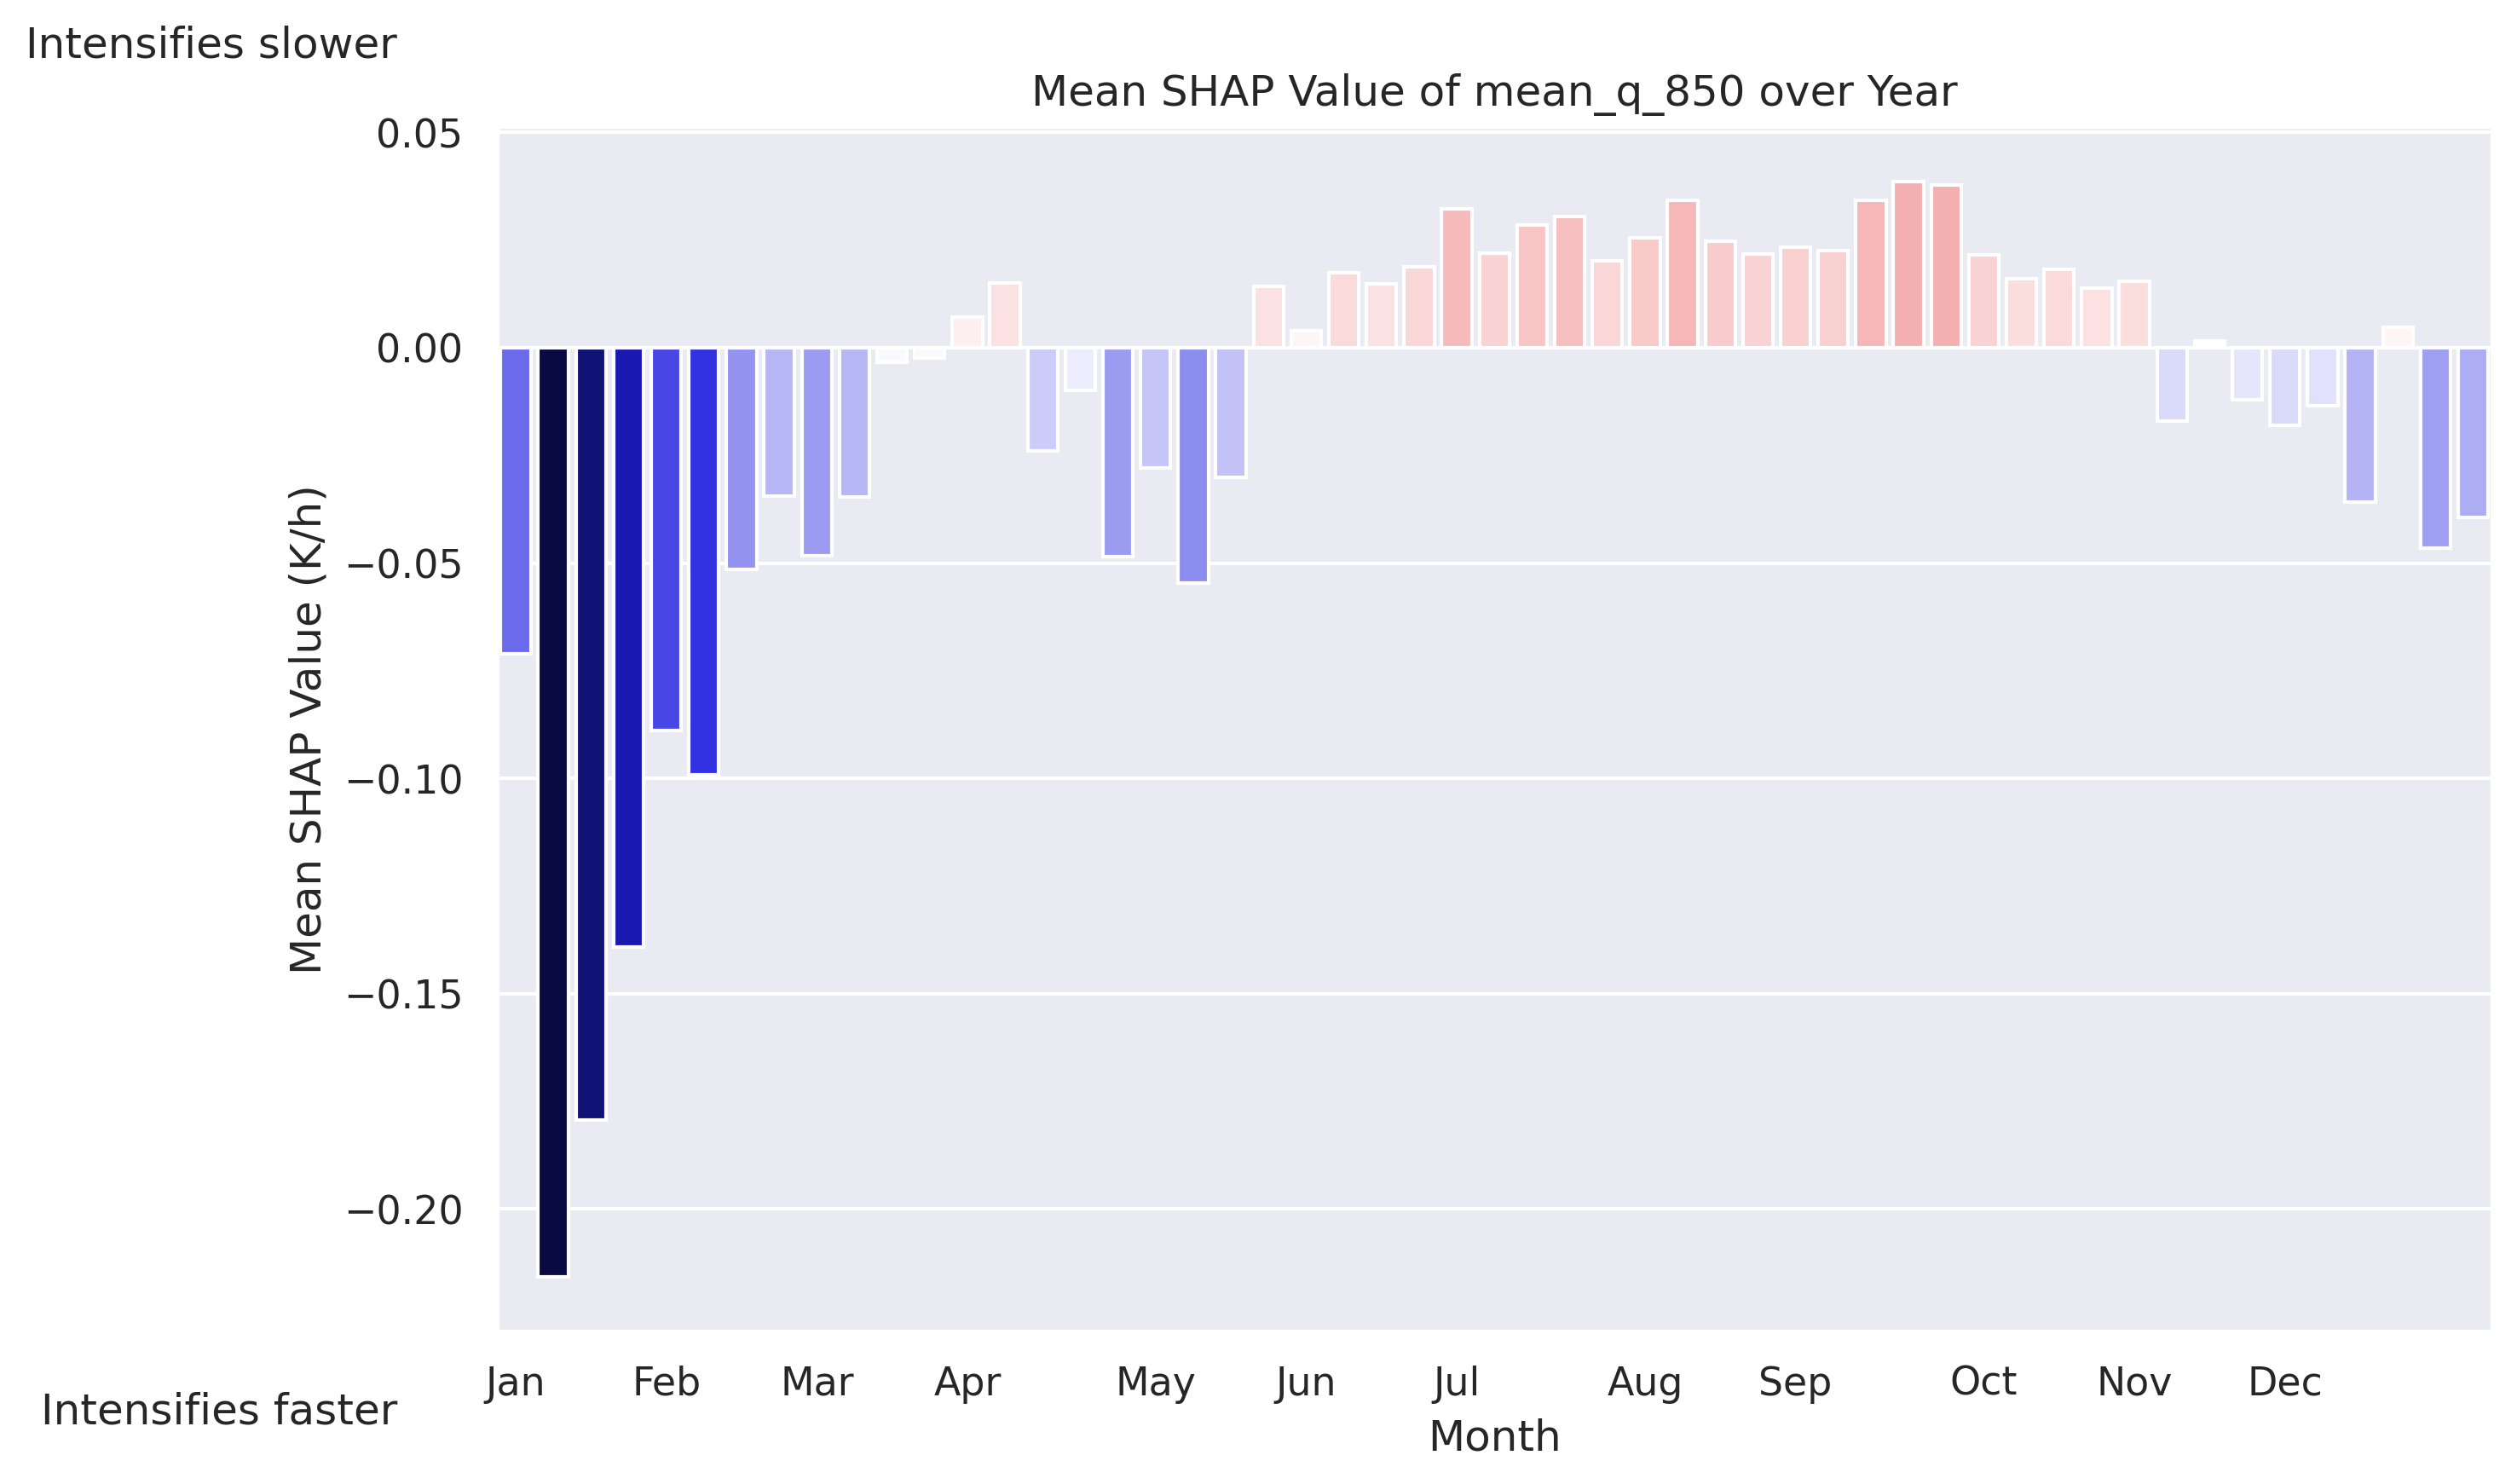 Intensifies slower
Mean SHAP Value of mean_q_850 over Year
0.05
0.00
−0.05
−0.10
−0.15
−0.20
Mean SHAP Value (K/h)
Jan Feb Mar Apr May Jun Jul Aug Sep Oct Nov Dec
Intensifies faster
Month